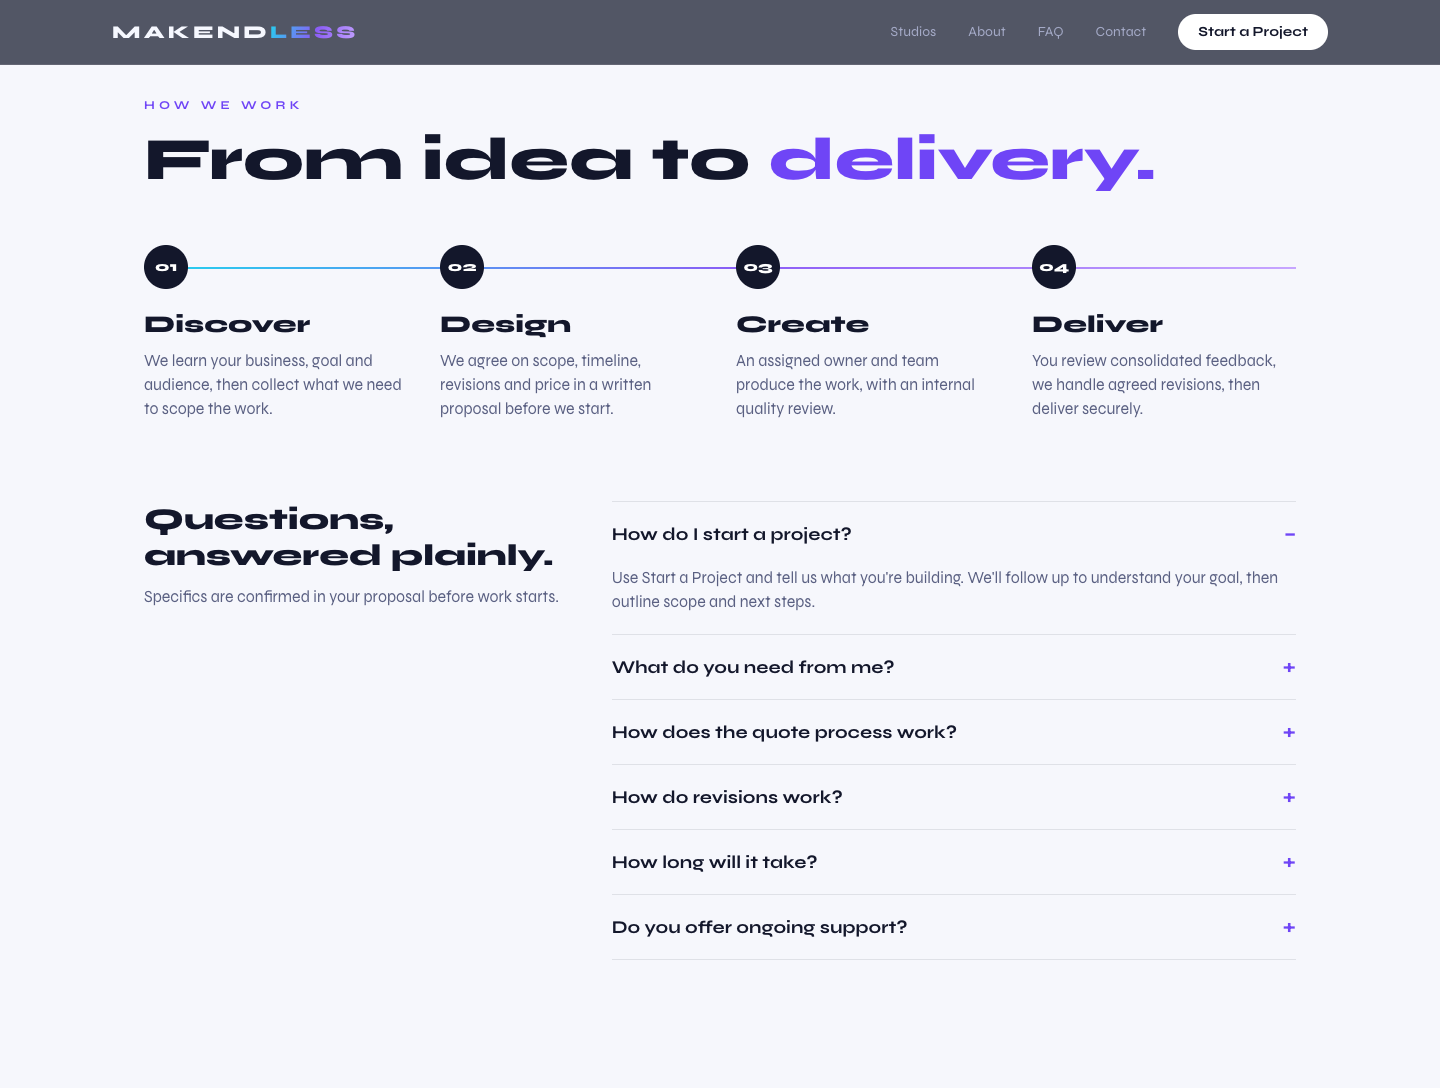 MAKENDLESS
Studios About FAQ Contact Start a Project
HOW WE WORK
From idea to delivery.
01 02 03 04
Discover
We learn your business, goal and
audience, then collect what we need
to scope the work.
Design
We agree on scope, timeline,
revisions and price in a written
proposal before we start.
Create
An assigned owner and team
produce the work, with an internal
quality review.
Deliver
You review consolidated feedback,
we handle agreed revisions, then
deliver securely.
Questions,
answered plainly.
Specifics are confirmed in your proposal before work starts.
How do I start a project? −
Use Start a Project and tell us what you're building. We'll follow up to understand your goal, then
outline scope and next steps.
What do you need from me? +
How does the quote process work? +
How do revisions work? +
How long will it take? +
Do you offer ongoing support? +